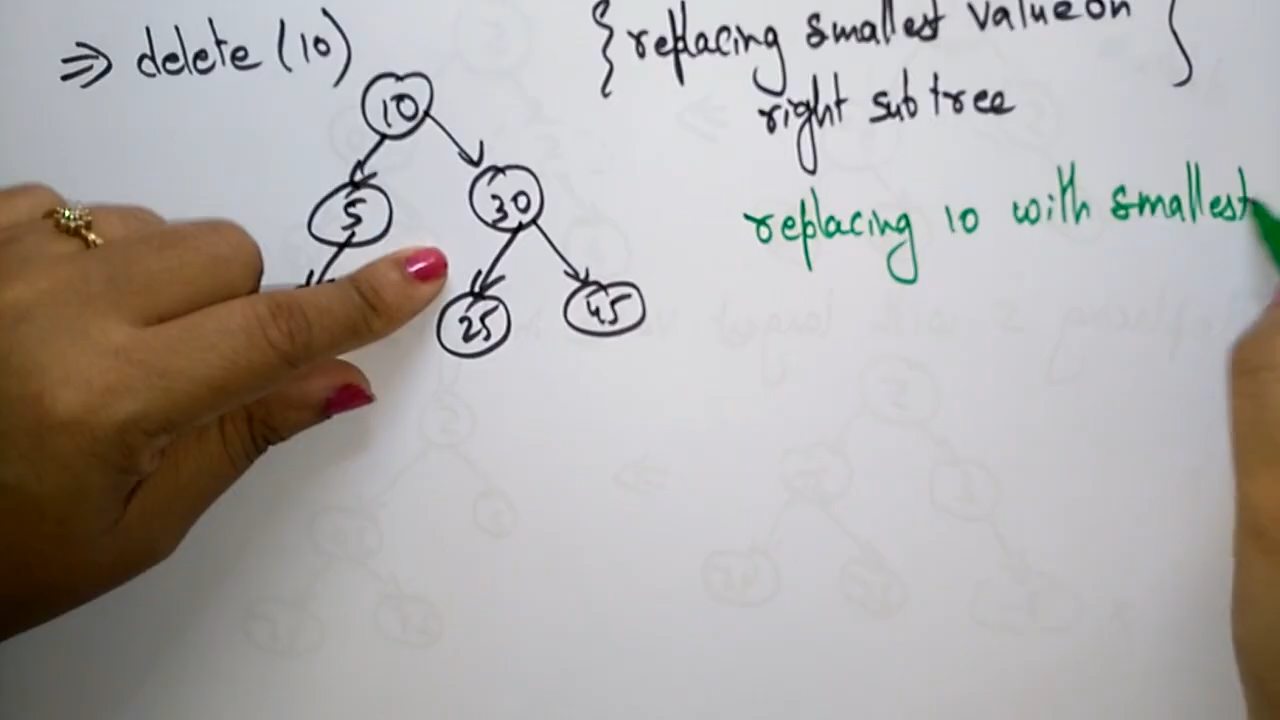 ⇒ delete (10)
{ replacing smallest value on }
right subtree
replacing 10 with smallest
10
5
30
25
45